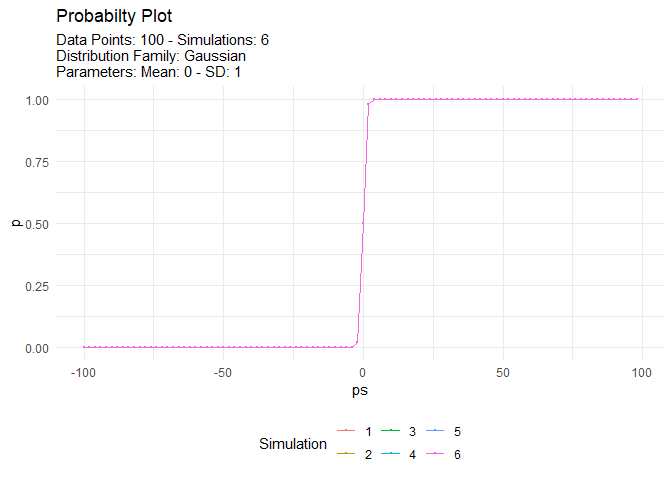 Probabilty Plot
Data Points: 100 - Simulations: 6
Distribution Family: Gaussian
Parameters: Mean: 0 - SD: 1
1.00
0.75
p
0.50
0.25
0.00
-100 -50 0 50 100
ps
Simulation
1 3 5
2 4 6